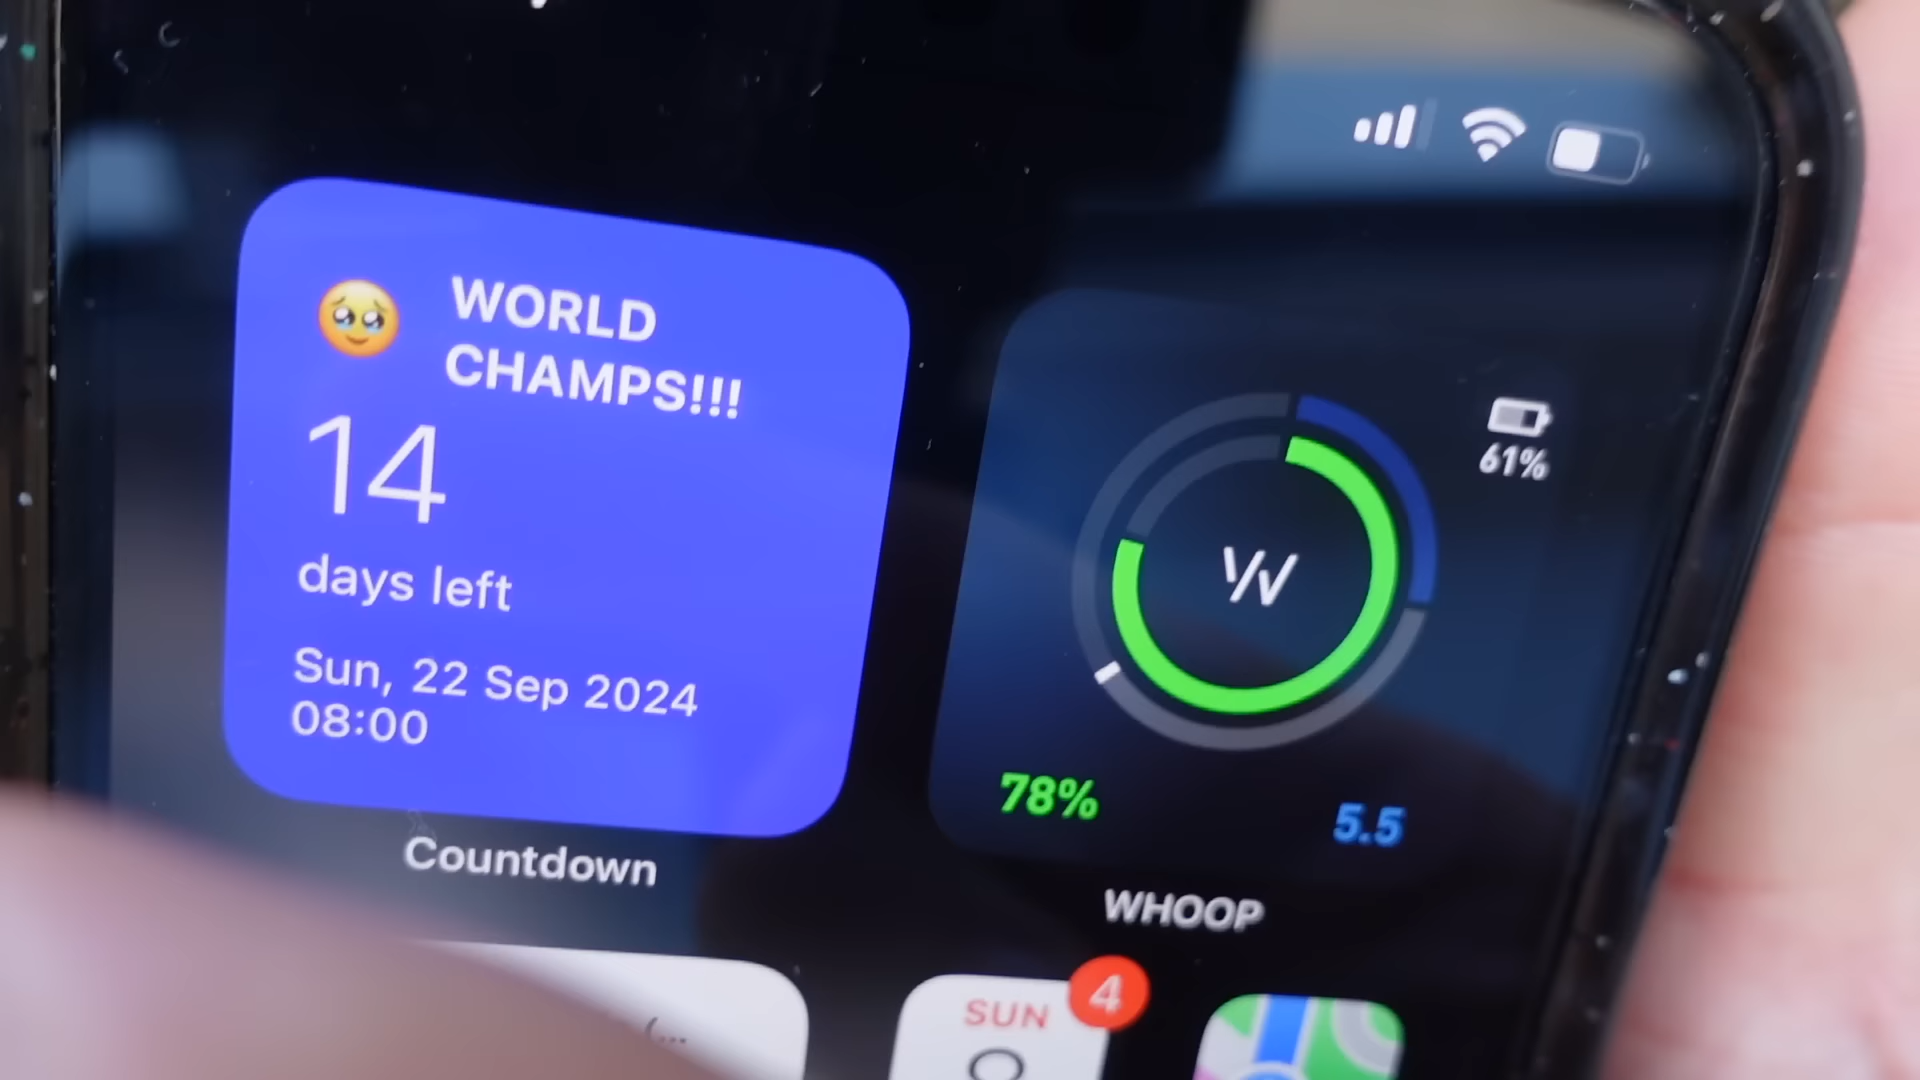 WORLD
CHAMPS!!!
14
days left
Sun, 22 Sep 2024
08:00
Countdown
61%
78%
5.5
WHOOP
4
SUN